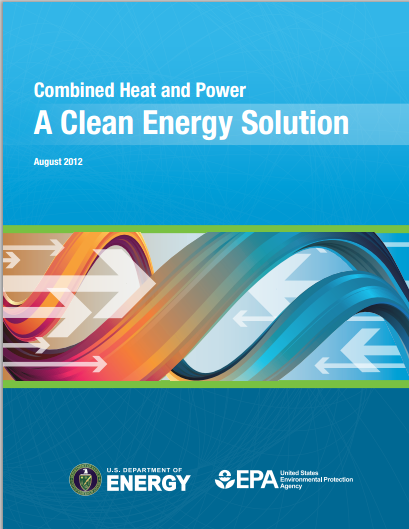 Combined Heat and Power
A Clean Energy Solution
August 2012
U.S. DEPARTMENT OF
ENERGY
EPA
United States
Environmental Protection
Agency